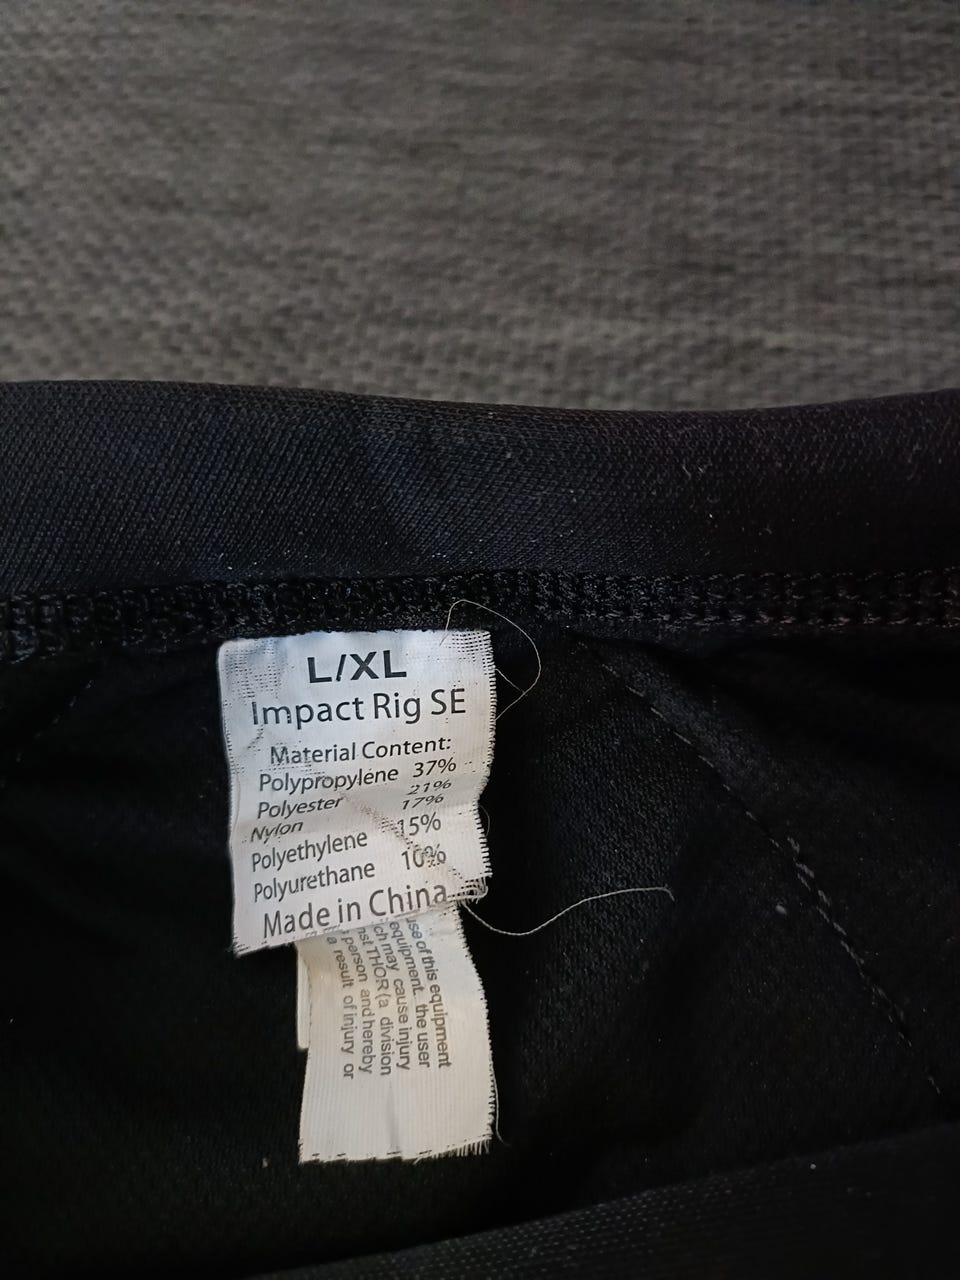 L/XL
Impact Rig SE
Material Content:
Polypropylene 37%
Polyester 21%
Nylon 17%
Polyethylene 15%
Polyurethane 10%
Made in China
use of this equipment
equipment. the user
ch may cause injury
nst THOR (a division
person and hereby
a result of injury or